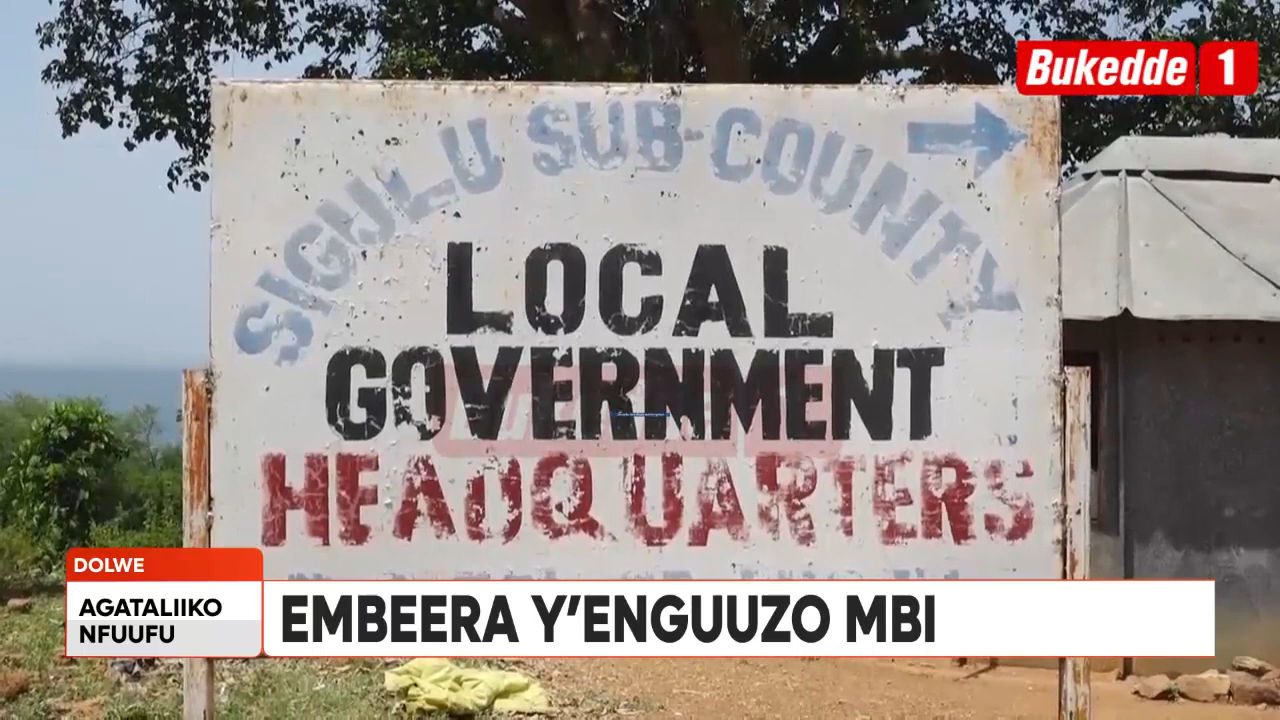 Bukedde 1
SIGULU SUB-COUNTY
LOCAL
GOVERNMENT
HEADQUARTERS
DOLWE
AGATALIIKO
NFUUFU
EMBEERA Y’ENGUUZO MBI